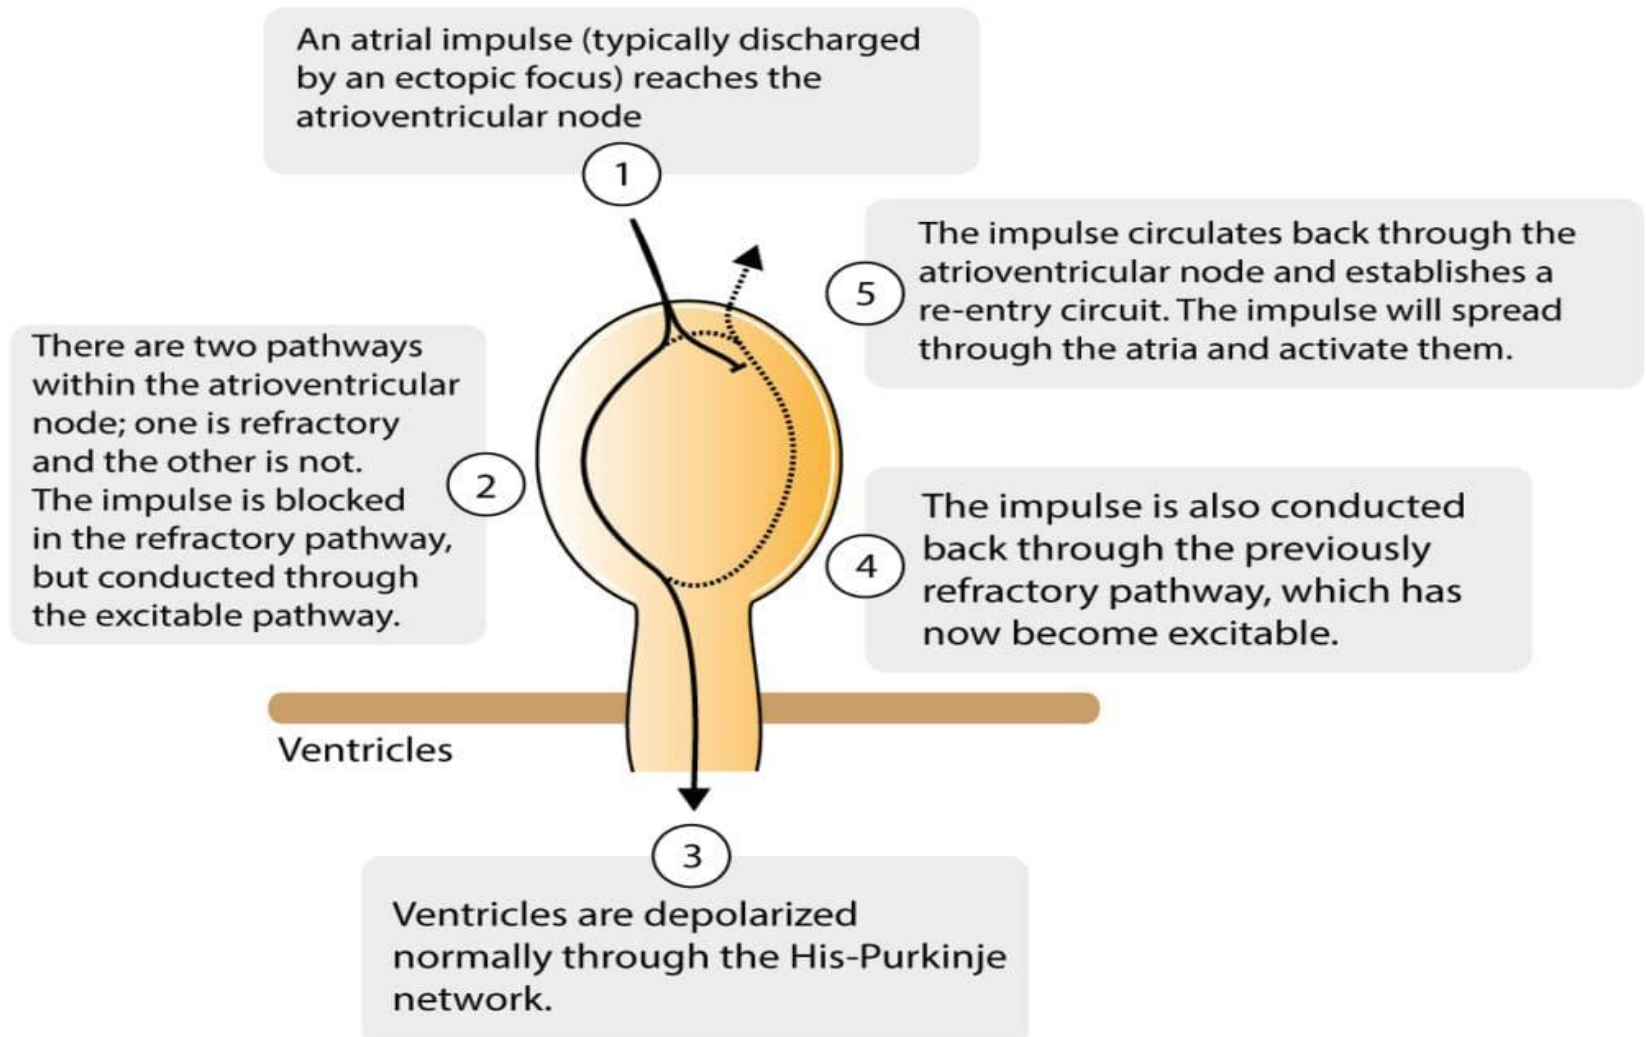 An atrial impulse (typically discharged
by an ectopic focus) reaches the
atrioventricular node
1
There are two pathways
within the atrioventricular
node; one is refractory
and the other is not.
The impulse is blocked
in the refractory pathway,
but conducted through
the excitable pathway.
2
Ventricles
3
Ventricles are depolarized
normally through the His-Purkinje
network.
4
The impulse is also conducted
back through the previously
refractory pathway, which has
now become excitable.
5
The impulse circulates back through the
atrioventricular node and establishes a
re-entry circuit. The impulse will spread
through the atria and activate them.